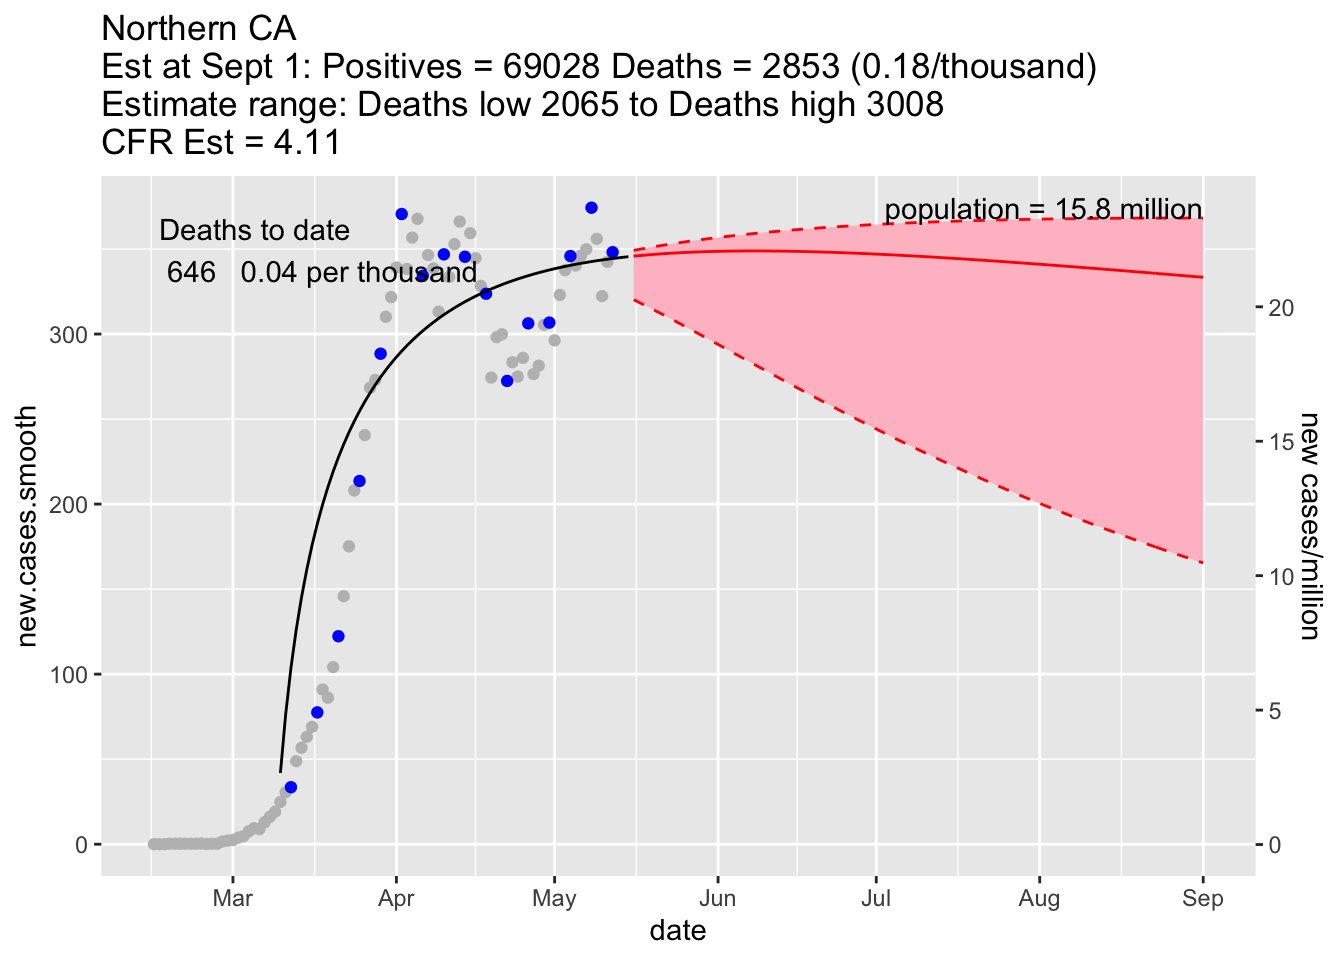 Northern CA
Est at Sept 1: Positives = 69028 Deaths = 2853 (0.18/thousand)
Estimate range: Deaths low 2065 to Deaths high 3008
CFR Est = 4.11
Deaths to date
646 0.04 per thousand
population = 15.8 million
new.cases.smooth
300
200
100
0
20
15
10
5
0
new cases/million
Mar Apr May Jun Jul Aug Sep
date